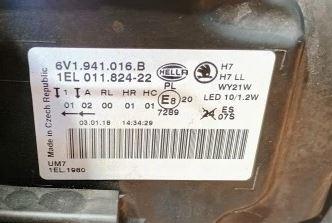 6V1.941.016.B
1EL 011.824-22
HELLA
H7
H7 LL
WY21W
LED 10/1.2W
PL
E8 20
7289
1 A RL HR HC
01 02 00 01 01
24 ES
07S
03.01.18 14:34:29
Made in Czech Republic
UM7
1EL.1980